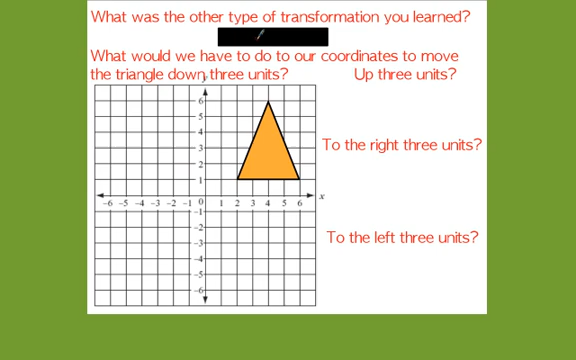 What was the other type of transformation you learned?
What would we have to do to our coordinates to move
the triangle down three units? Up three units?
y
6
5
4
3
2
1
To the right three units?
-6 -5 -4 -3 -2 -1 0 1 2 3 4 5 6 x
-1
-2
-3
-4
-5
-6
To the left three units?